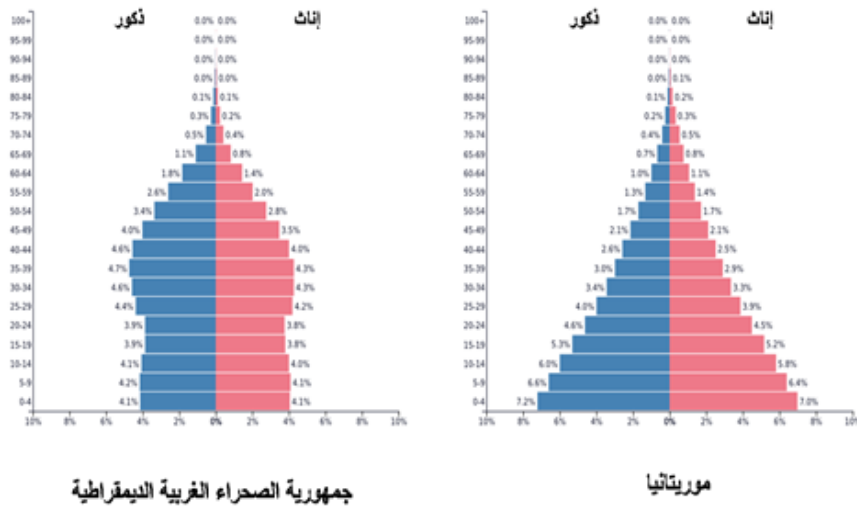 ذكور إناث
100+ 0.0% 0.0%
95-99 0.0% 0.0%
90-94 0.0% 0.0%
85-89 0.0% 0.0%
80-84 0.1% 0.1%
75-79 0.3% 0.2%
70-74 0.5% 0.4%
65-69 1.1% 0.8%
60-64 1.8% 1.4%
55-59 2.6% 2.0%
50-54 3.4% 2.8%
45-49 4.0% 3.5%
40-44 4.6% 4.0%
35-39 4.7% 4.3%
30-34 4.6% 4.3%
25-29 4.4% 4.2%
20-24 3.9% 3.8%
15-19 3.9% 3.8%
10-14 4.1% 4.0%
5-9 4.2% 4.1%
0-4 4.1% 4.1%
10% 8% 6% 4% 2% 0% 2% 4% 6% 8% 10%
جمهورية الصحراء الغربية الديمقراطية
ذكور إناث
100+ 0.0% 0.0%
95-99 0.0% 0.0%
90-94 0.0% 0.0%
85-89 0.0% 0.1%
80-84 0.1% 0.2%
75-79 0.2% 0.3%
70-74 0.4% 0.5%
65-69 0.7% 0.8%
60-64 1.0% 1.1%
55-59 1.3% 1.4%
50-54 1.7% 1.7%
45-49 2.1% 2.1%
40-44 2.6% 2.5%
35-39 3.0% 2.9%
30-34 3.4% 3.3%
25-29 4.0% 3.9%
20-24 4.6% 4.5%
15-19 5.3% 5.2%
10-14 6.0% 5.8%
5-9 6.6% 6.4%
0-4 7.2% 7.0%
10% 8% 6% 4% 2% 0% 2% 4% 6% 8% 10%
موريتانيا